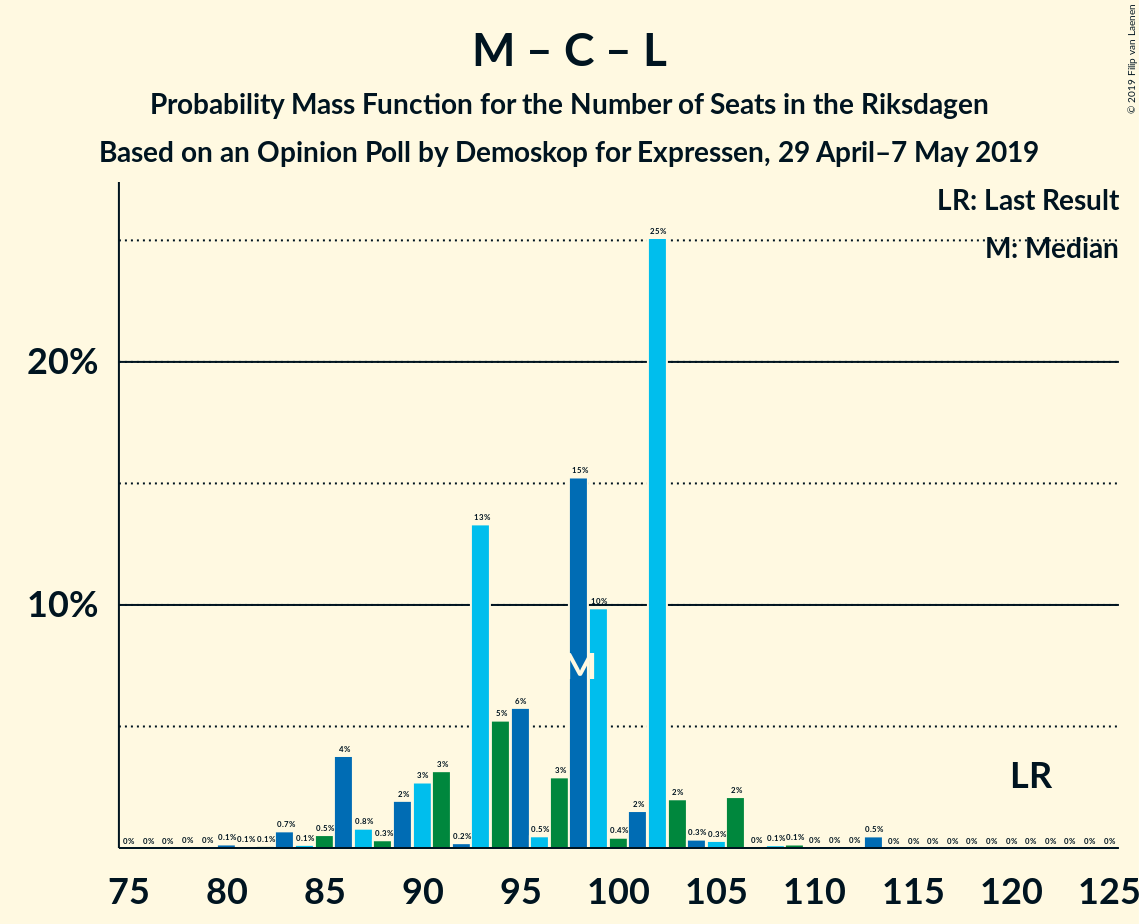 M – C – L
Probability Mass Function for the Number of Seats in the Riksdagen
Based on an Opinion Poll by Demoskop for Expressen, 29 April–7 May 2019
© 2019 Filip van Laenen
LR: Last Result
M: Median
20%
10%
0% 0% 0% 0% 0% 0.1% 0.1% 0.1% 0.7% 0.1% 0.5% 4% 0.8% 0.3% 2% 3% 3% 0.2% 13% 5% 6% 0.5% 3% 15% 10% 0.4% 2% 25% 2% 0.3% 0.3% 2% 0% 0.1% 0.1% 0% 0% 0% 0.5% 0% 0% 0% 0% 0% 0% 0% 0% 0% 0% 0% 0%
M
LR
75 80 85 90 95 100 105 110 115 120 125